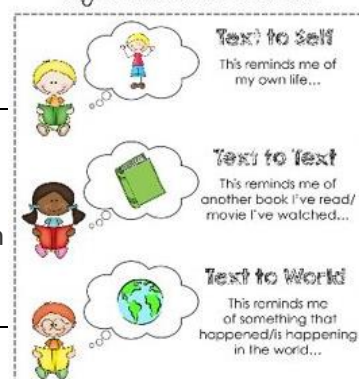 Text to Self
This reminds me of
my own life...
Text to Text
This reminds me of
another book I've read/
movie I've watched...
Text to World
This reminds me
of something that
happened/is happening
in the world...